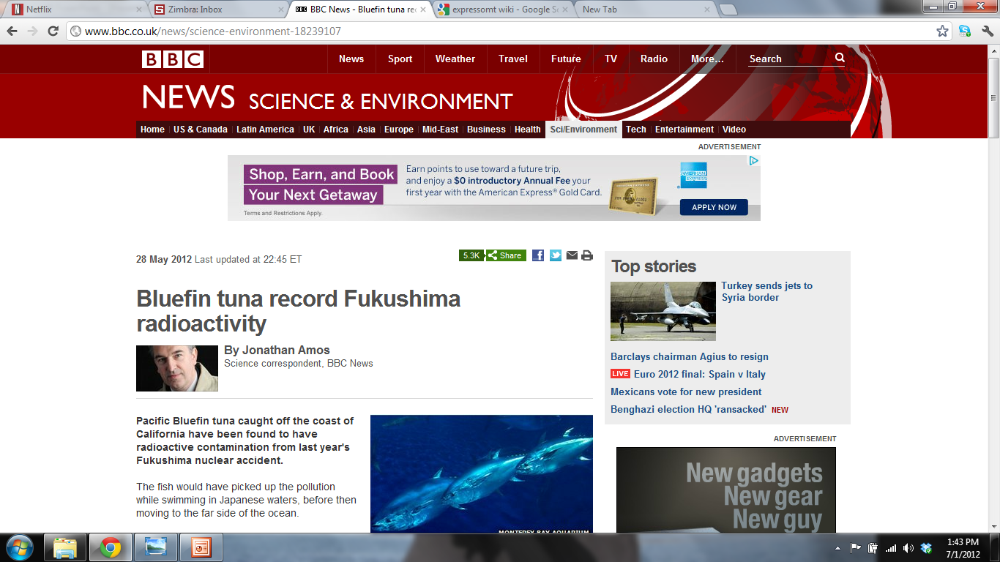 Netflix
Zimbra: Inbox
BBC News - Bluefin tuna re
expressomt wiki - Google Se
New Tab
www.bbc.co.uk/news/science-environment-18239107
BBC
News Sport Weather Travel Future TV Radio More... Search
NEWS SCIENCE & ENVIRONMENT
Home US & Canada Latin America UK Africa Asia Europe Mid-East Business Health Sci/Environment Tech Entertainment Video
ADVERTISEMENT
Shop, Earn, and Book
Your Next Getaway
Terms and Restrictions Apply.
Earn points to use toward a future trip,
and enjoy a $0 introductory Annual Fee your
first year with the American Express® Gold Card.
AMERICAN EXPRESS
APPLY NOW
28 May 2012 Last updated at 22:45 ET
5.3K Share
Bluefin tuna record Fukushima
radioactivity
By Jonathan Amos
Science correspondent, BBC News
Pacific Bluefin tuna caught off the coast of
California have been found to have
radioactive contamination from last year's
Fukushima nuclear accident.
The fish would have picked up the pollution
while swimming in Japanese waters, before then
moving to the far side of the ocean.
MONTEREY BAY AQUARIUM
Top stories
Turkey sends jets to
Syria border
Barclays chairman Agius to resign
LIVE Euro 2012 final: Spain v Italy
Mexicans vote for new president
Benghazi election HQ 'ransacked' NEW
ADVERTISEMENT
New gadgets
New gear
New guy
1:43 PM
7/1/2012